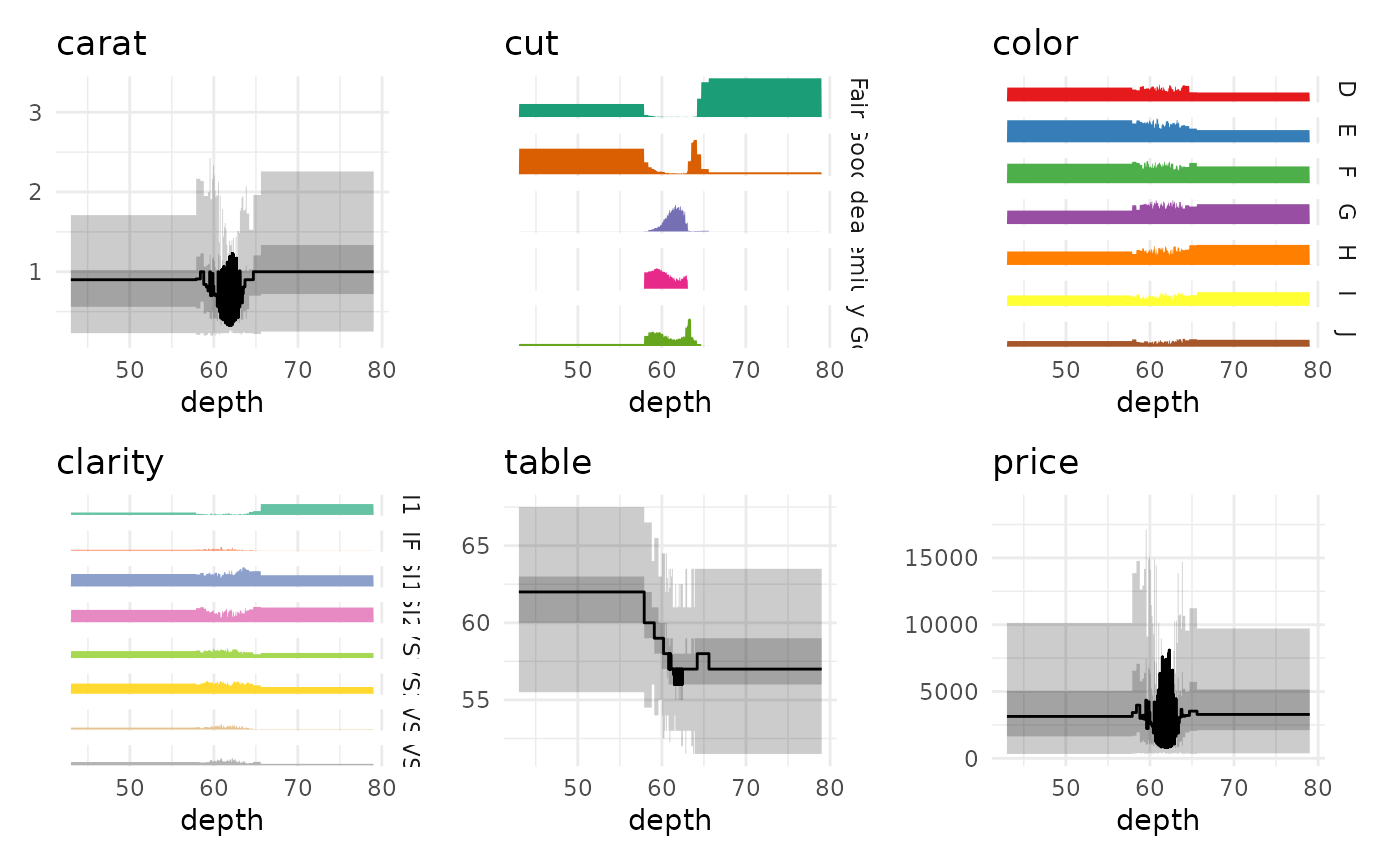 carat
3
2
1
50 60 70 80
depth
cut
Fair
50 60 70 80
depth
color
D
E
F
G
H
I
J
50 60 70 80
depth
clarity
I1
IF
50 60 70 80
depth
table
65
60
55
50 60 70 80
depth
price
15000
10000
5000
0
50 60 70 80
depth